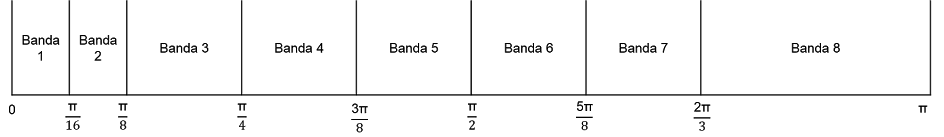 Banda 1
Banda 2
Banda 3
Banda 4
Banda 5
Banda 6
Banda 7
Banda 8
0
π/16
π/8
π/4
3π/8
π/2
5π/8
2π/3
π